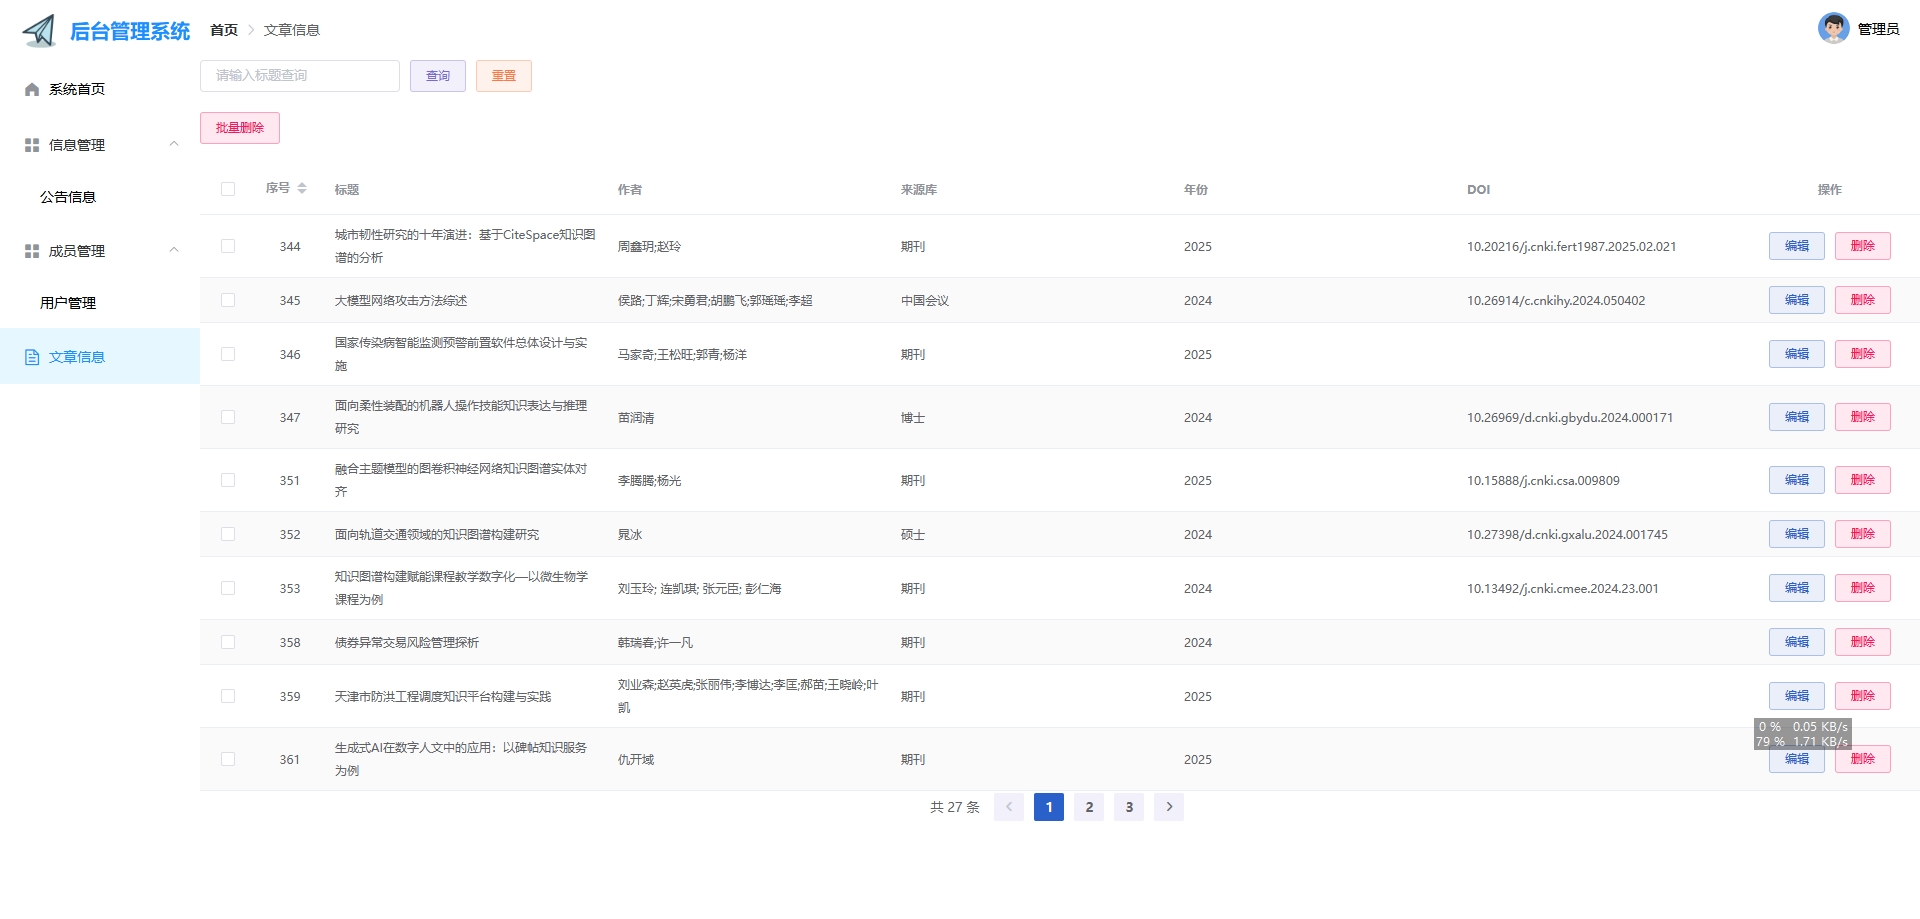 后台管理系统
首页 > 文章信息
管理员
系统首页
信息管理
公告信息
成员管理
用户管理
文章信息
请输入标题查询 查询 重置
批量删除
序号 标题 作者 来源库 年份 DOI 操作
344 城市韧性研究的十年演进：基于CiteSpace知识图 周鑫玥;赵玲 期刊 2025 10.20216/j.cnki.fert1987.2025.02.021 编辑 删除
谱的分析
345 大模型网络攻击方法综述 侯路;丁辉;宋勇君;胡鹏飞;郭瑶瑶;李超 中国会议 2024 10.26914/c.cnkihy.2024.050402 编辑 删除
346 国家传染病智能监测预警前置软件总体设计与实 马家奇;王松旺;郭青;杨洋 期刊 2025 编辑 删除
施
347 面向柔性装配的机器人操作技能知识表达与推理 苗润清 博士 2024 10.26969/d.cnki.gbydu.2024.000171 编辑 删除
研究
351 融合主题模型的图卷积神经网络知识图谱实体对 李腾腾;杨光 期刊 2025 10.15888/j.cnki.csa.009809 编辑 删除
齐
352 面向轨道交通领域的知识图谱构建研究 晁冰 硕士 2024 10.27398/d.cnki.gxalu.2024.001745 编辑 删除
353 知识图谱构建赋能课程教学数字化—以微生物学 刘玉玲; 连凯琪; 张元臣; 彭仁海 期刊 2024 10.13492/j.cnki.cmee.2024.23.001 编辑 删除
课程为例
358 债券异常交易风险管理探析 韩瑞春;许一凡 期刊 2024 编辑 删除
359 天津市防洪工程调度知识平台构建与实践 刘业森;赵英虎;张丽伟;李博达;李匡;郝苗;王晓岭;叶 期刊 2025 编辑 删除
凯
0 % 0.05 KB/s
79 % 1.71 KB/s
361 生成式AI在数字人文中的应用：以碑帖知识服务 仇开域 期刊 2025 编辑 删除
为例
共 27 条 < 1 2 3 >